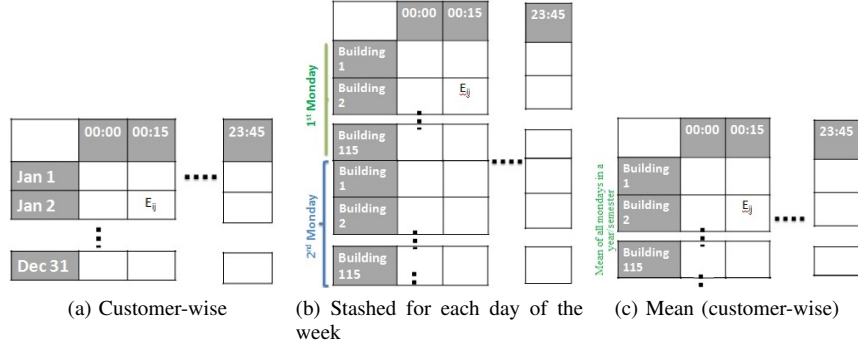 00:00 00:15 23:45
Jan 1
Jan 2 Eij
Dec 31
(a) Customer-wise
00:00 00:15 23:45
1st Monday
Building
1
Building
2 Eij
Building
115
2nd Monday
Building
1
Building
2
Building
115
(b) Stashed for each day of the
week
00:00 00:15 23:45
Mean of all mondays in a
year/semester
Building
1
Building
2 Eij
Building
115
(c) Mean (customer-wise)